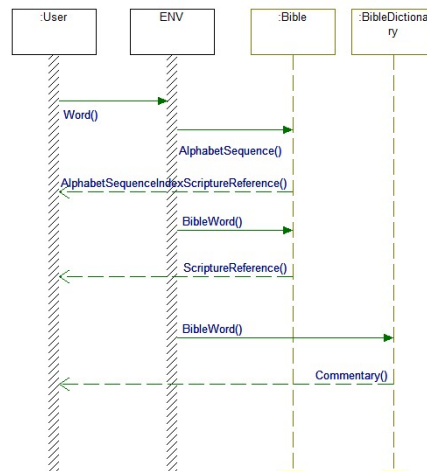 :User
ENV
:Bible
:BibleDictiona
ry
Word()
AlphabetSequence()
AlphabetSequenceIndexScriptureReference()
BibleWord()
ScriptureReference()
BibleWord()
Commentary()